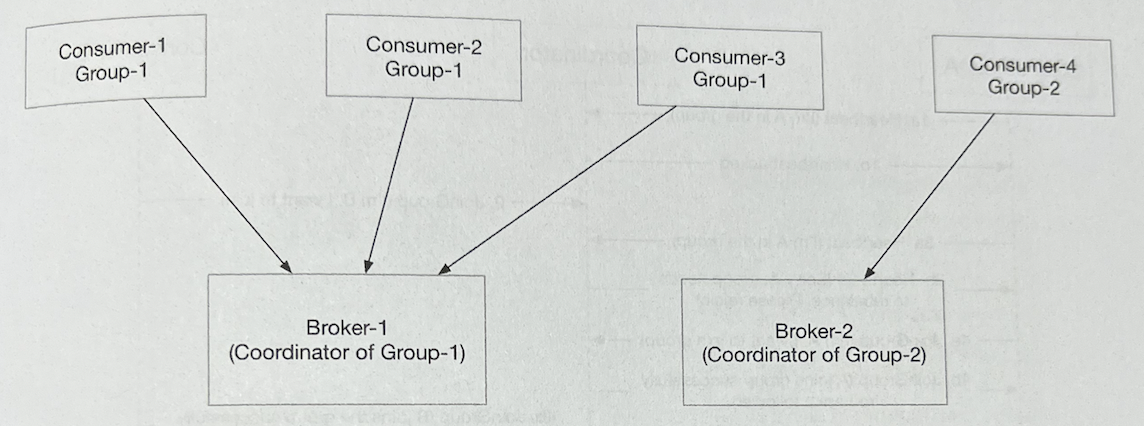 Consumer-1
Group-1
Consumer-2
Group-1
Consumer-3
Group-1
Consumer-4
Group-2
Broker-1
(Coordinator of Group-1)
Broker-2
(Coordinator of Group-2)